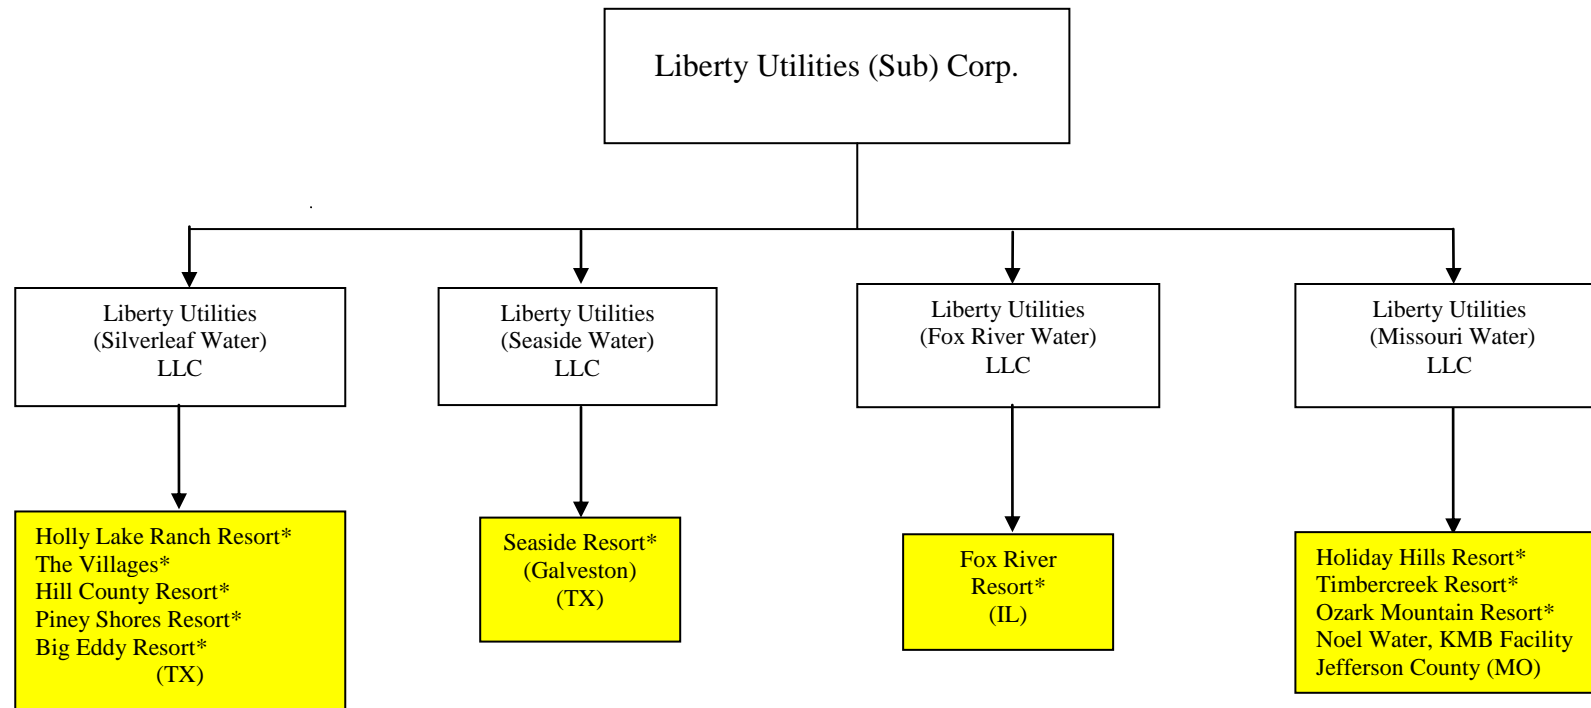 Liberty Utilities (Sub) Corp.
Liberty Utilities
(Silverleaf Water)
LLC
Liberty Utilities
(Seaside Water)
LLC
Liberty Utilities
(Fox River Water)
LLC
Liberty Utilities
(Missouri Water)
LLC
Holly Lake Ranch Resort*
The Villages*
Hill County Resort*
Piney Shores Resort*
Big Eddy Resort*
(TX)
Seaside Resort*
(Galveston)
(TX)
Fox River
Resort*
(IL)
Holiday Hills Resort*
Timbercreek Resort*
Ozark Mountain Resort*
Noel Water, KMB Facility
Jefferson County (MO)